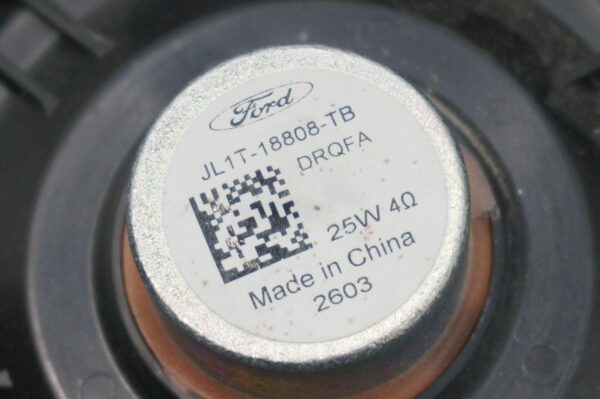 Ford
JL1T-18808-TB
DRQFA
25W 4Ω
Made in China
2603